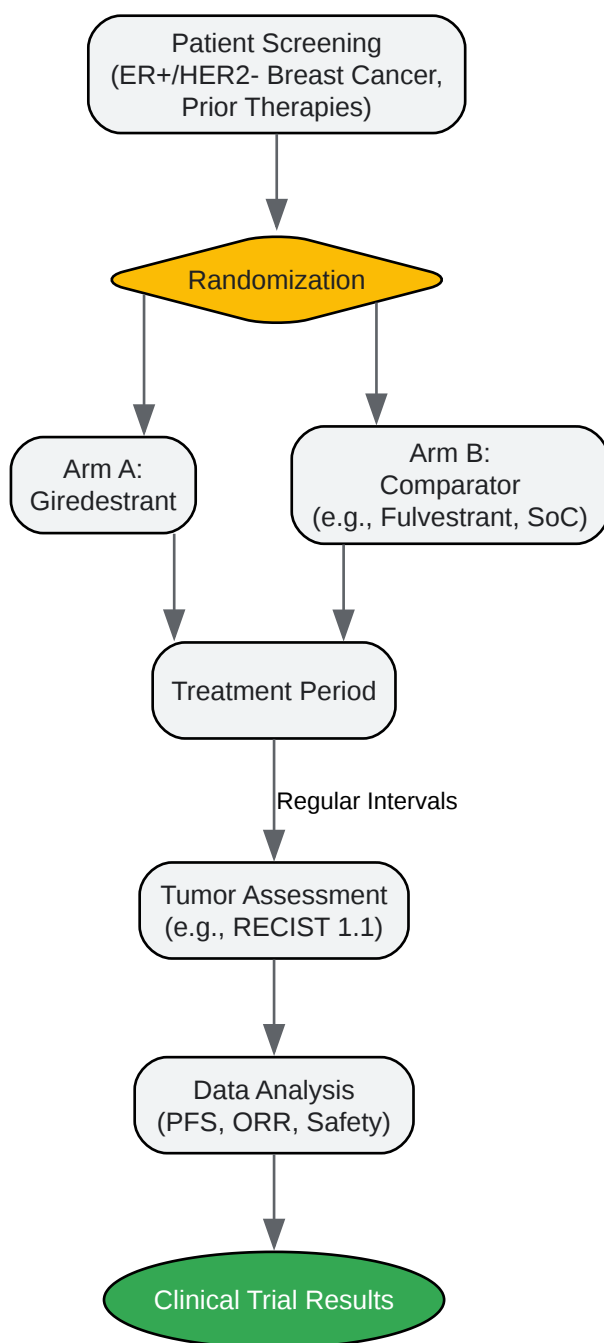 Patient Screening
(ER+/HER2- Breast Cancer,
Prior Therapies)
Randomization
Arm A:
Giredestrant
Arm B:
Comparator
(e.g., Fulvestrant, SoC)
Treatment Period
Regular Intervals
Tumor Assessment
(e.g., RECIST 1.1)
Data Analysis
(PFS, ORR, Safety)
Clinical Trial Results